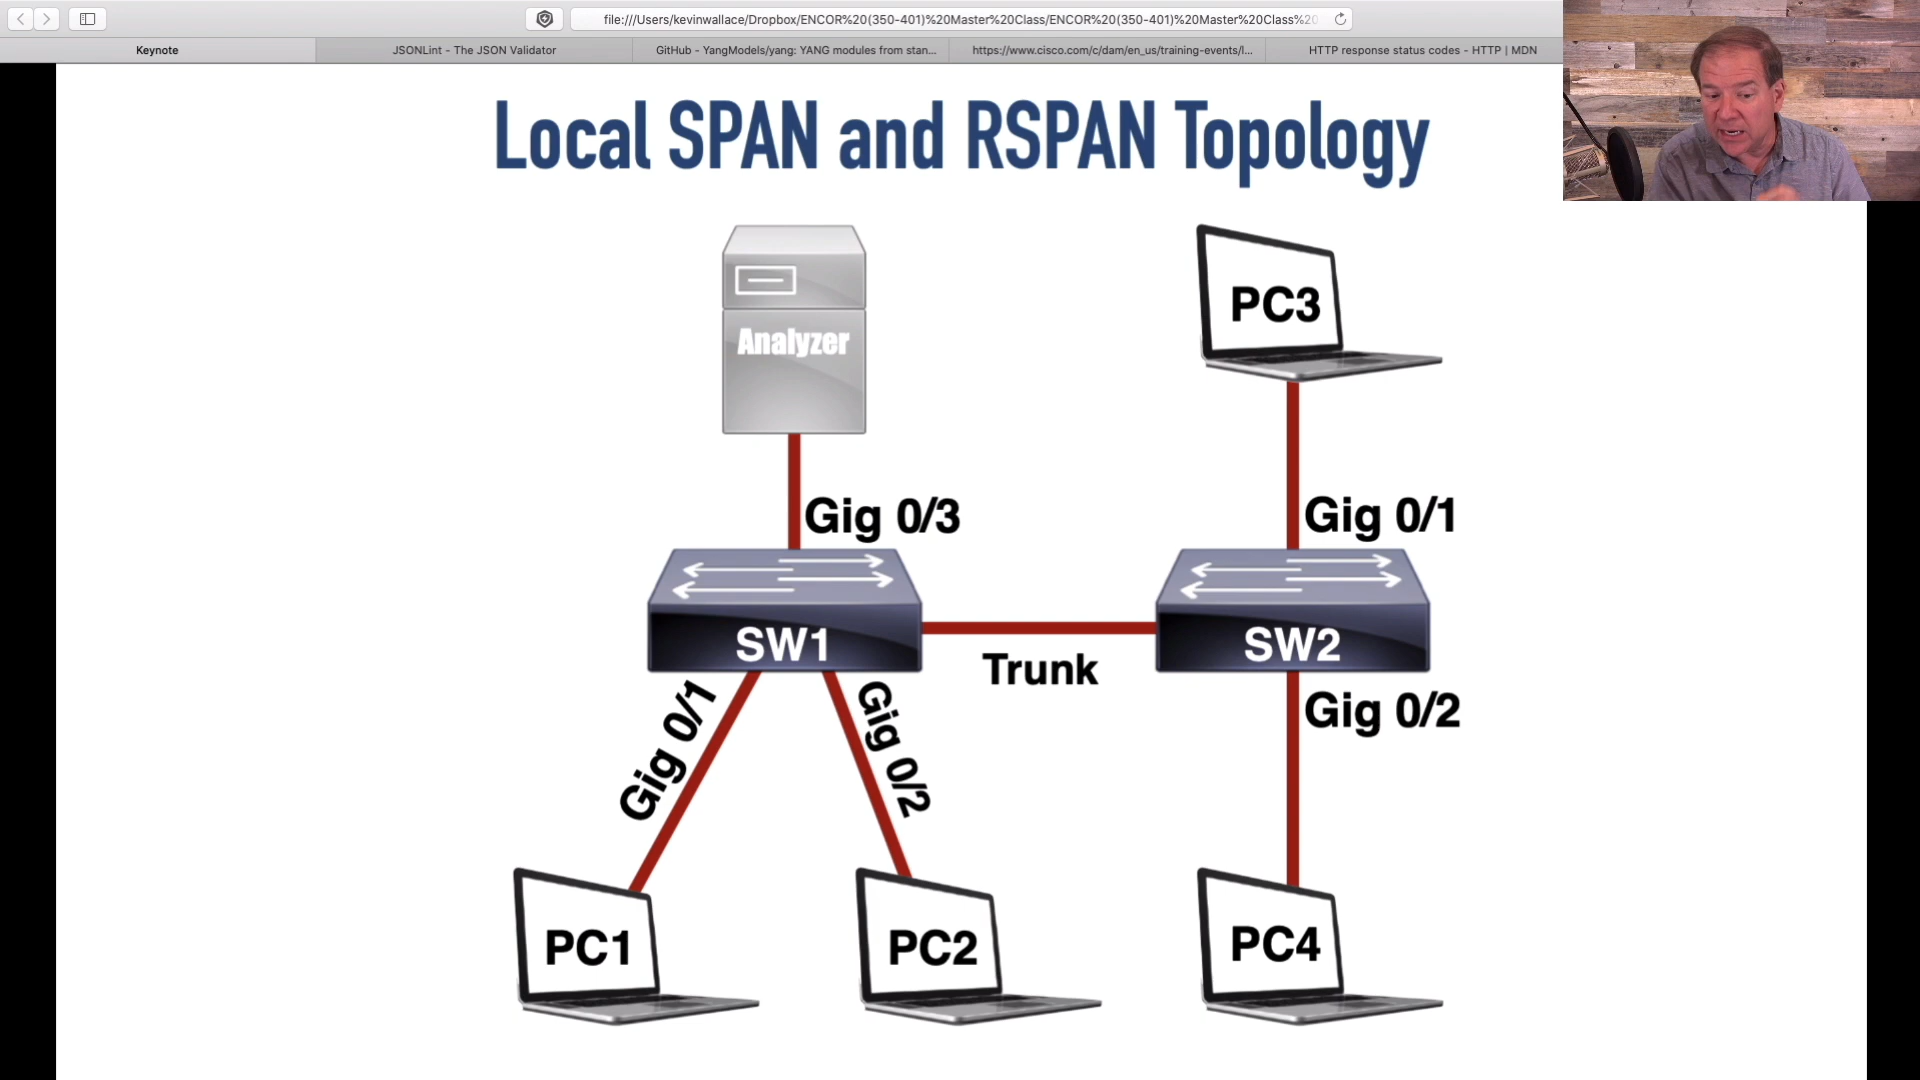 file:///Users/kevinwallace/Dropbox/ENCOR%20(350-401)%20Master%20Class/ENCOR%20(350-401)%20Master%20Class%20
Keynote
JSONLint - The JSON Validator
GitHub - YangModels/yang: YANG modules from stan...
https://www.cisco.com/c/dam/en_us/training-events/l...
HTTP response status codes - HTTP | MDN
Local SPAN and RSPAN Topology
Analyzer
PC3
Gig 0/3
Gig 0/1
SW1
SW2
Trunk
Gig 0/1
Gig 0/2
Gig 0/2
PC1
PC2
PC4